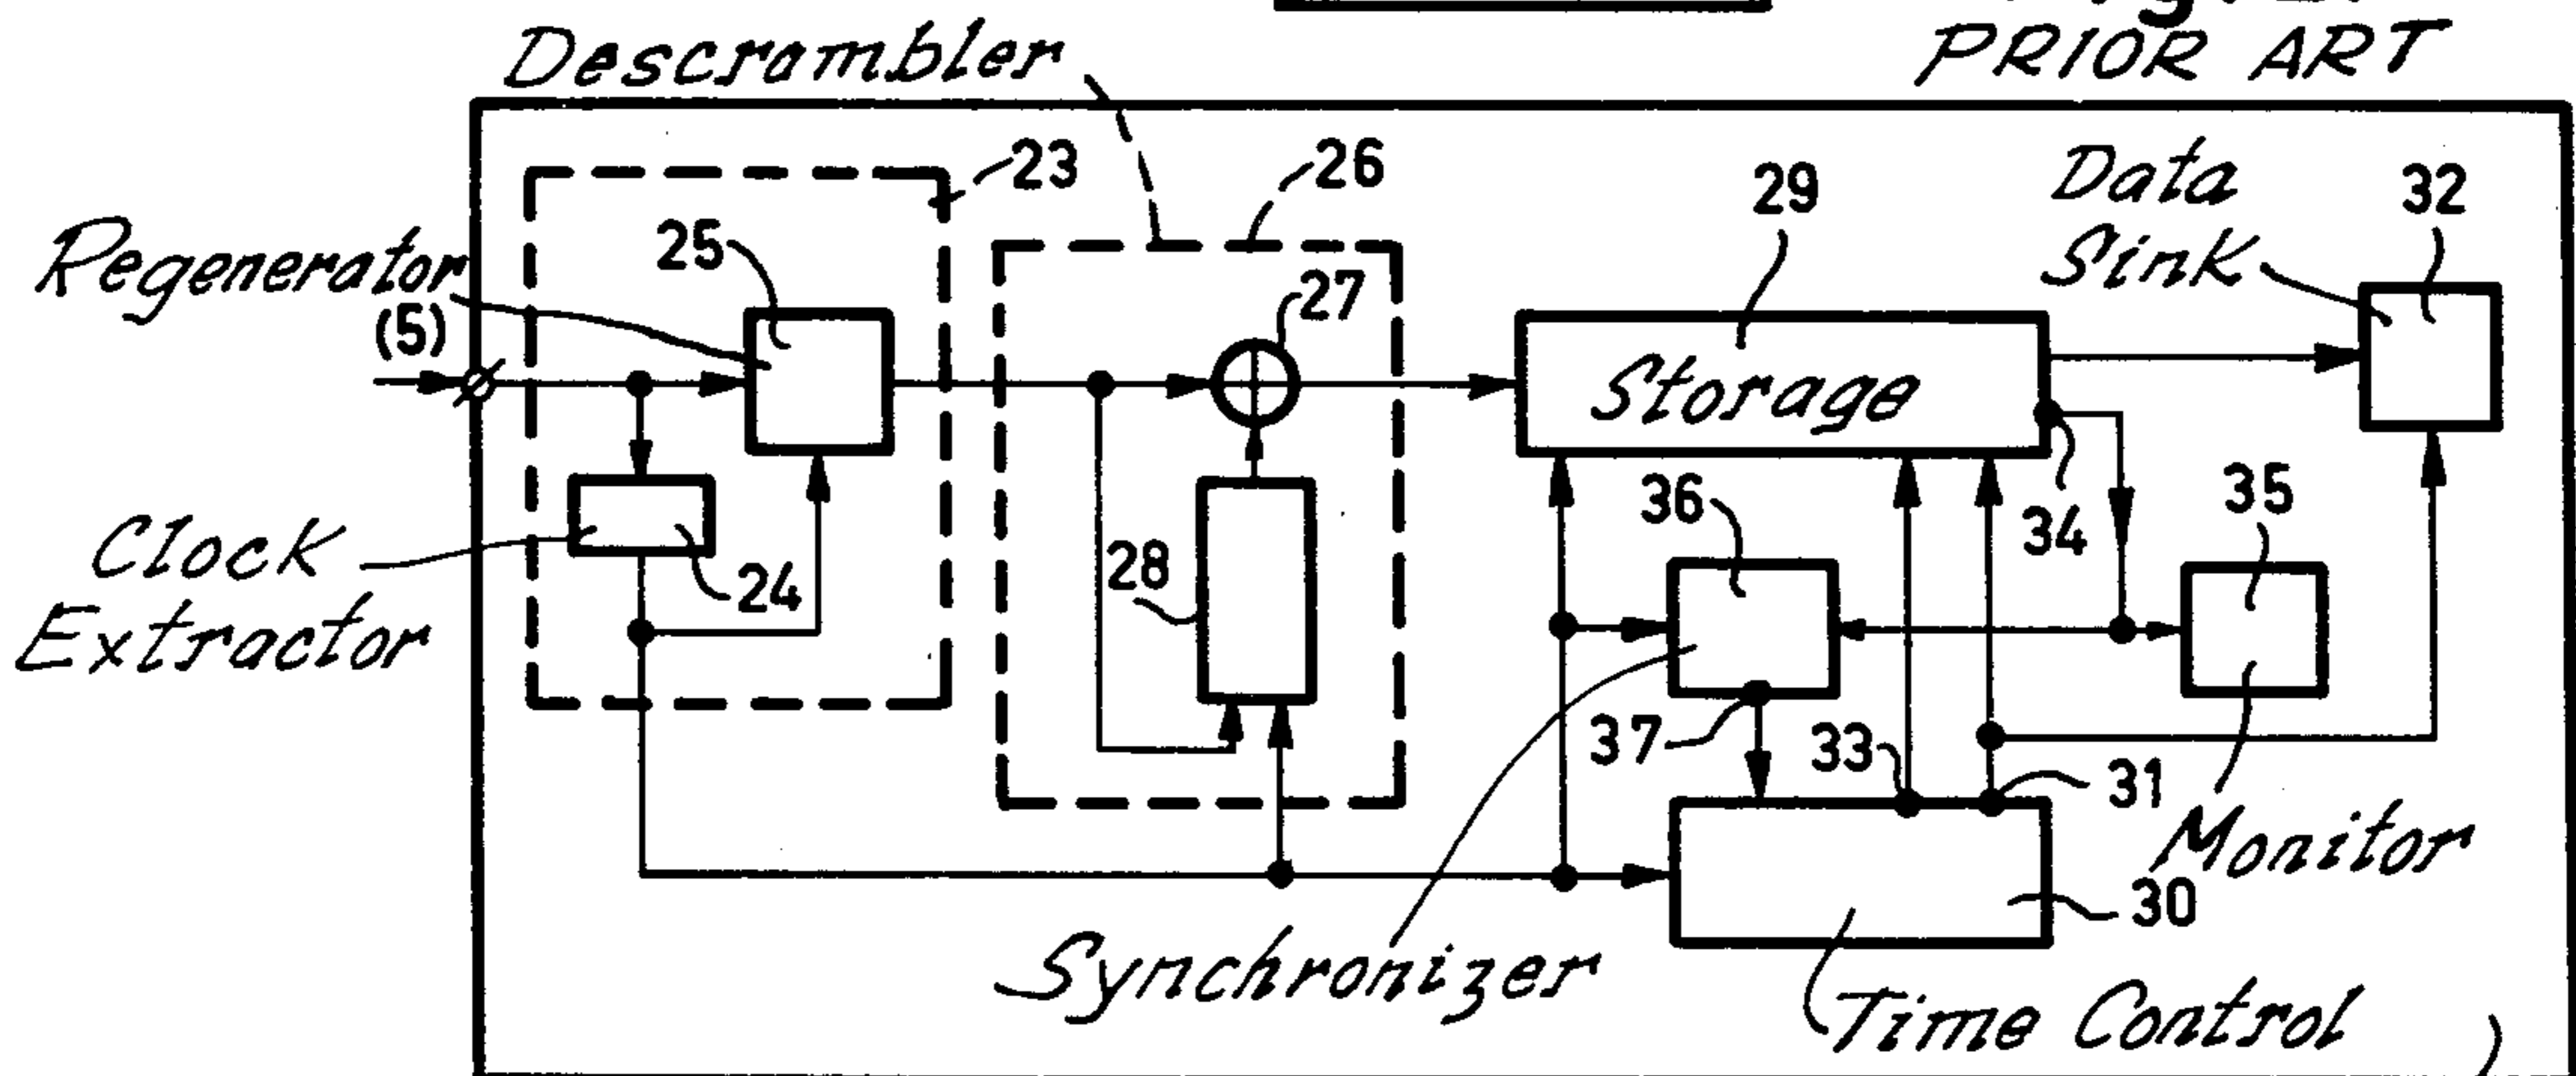 PRIOR ART
Descrambler
23
26
29
Data
Sink
32
Regenerator
25
27
(5)
Storage
34
36
35
Clock
Extractor
24
28
37
33
31
Monitor
30
Synchronizer
Time Control